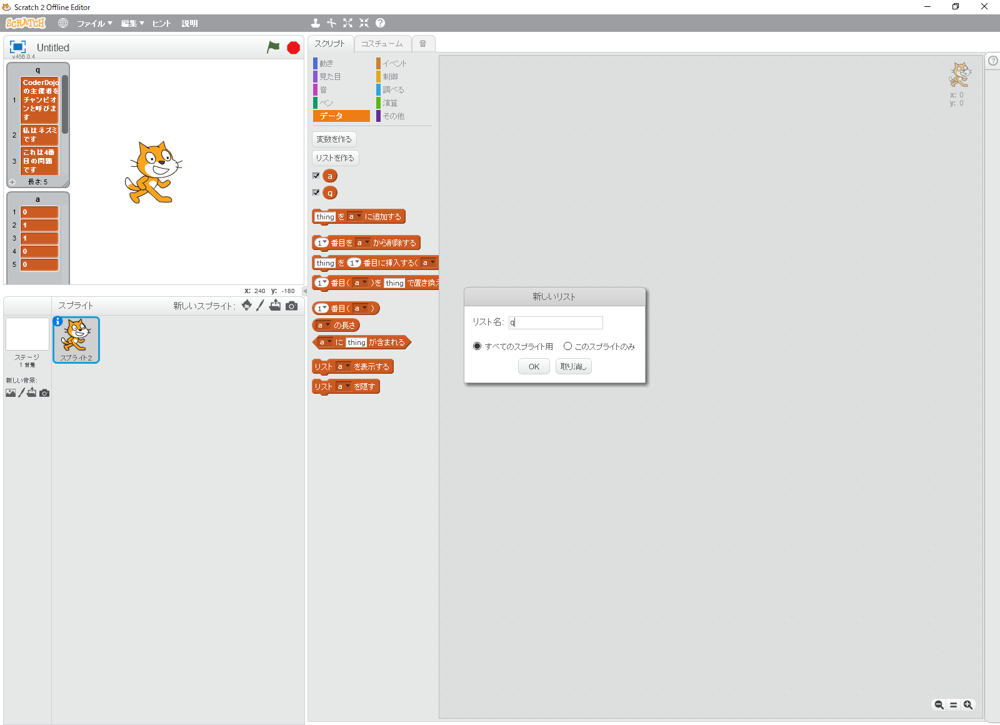 Scratch 2 Offline Editor
SCRATCH ファイル 編集 ヒント 説明
Untitled
v456.0.4
q
1 CoderDojo
の主催者を
チャンピオ
ンと呼びま
す
2 私はネズミ
です
3 これは4番
目の問題
です
+ 長さ: 5
a
1 0
2 1
3 1
4 0
5 0
x: 240 y: -180
スプライト 新しいスプライト:
ステージ
1 背景
新しい背景:
スプライト2
スクリプト コスチューム 音
動き イベント
見た目 制御
音 調べる
ペン 演算
データ その他
変数を作る
リストを作る
a
q
thing を a に追加する
1 番目を a から削除する
thing を 1 番目に挿入する( a
1 番目( a )を thing で置き換え
1 番目( a )
a の長さ
a に thing が含まれる
リスト a を表示する
リスト a を隠す
新しいリスト
リスト名: q
すべてのスプライト用 このスプライトのみ
OK 取り消し
x: 0
y: 0